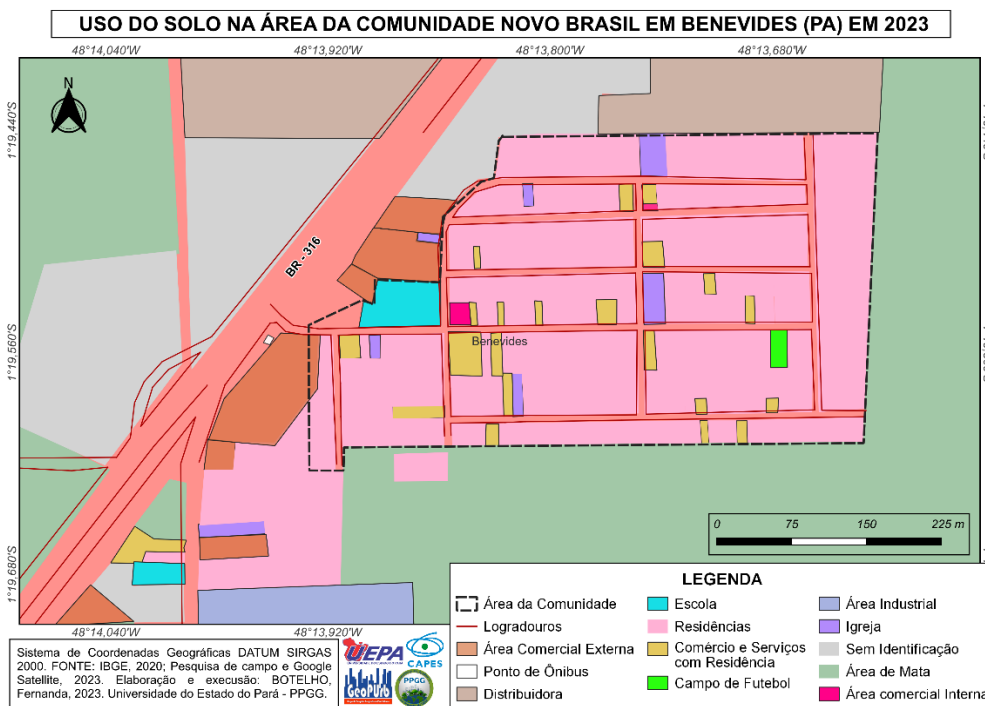 USO DO SOLO NA ÁREA DA COMUNIDADE NOVO BRASIL EM BENEVIDES (PA) EM 2023
48°14,040'W 48°13,920'W 48°13,800'W 48°13,680'W
N
1°19,440'S
BR - 316
1°19,560'S
Benevides
1°19,680'S
0 75 150 225 m
48°14,040'W 48°13,920'W
LEGENDA
Área da Comunidade
Logradouros
Área Comercial Externa
Ponto de Ônibus
Distribuidora
Escola
Residências
Comércio e Serviços
com Residência
Campo de Futebol
Área Industrial
Igreja
Sem Identificação
Área de Mata
Área comercial Interna
Sistema de Coordenadas Geográficas DATUM SIRGAS
2000. FONTE: IBGE, 2020; Pesquisa de campo e Google
Satellite, 2023. Elaboração e execusão: BOTELHO,
Fernanda, 2023. Universidade do Estado do Pará - PPGG.
UEPA
CAPES
GeoPUrb
PPGG